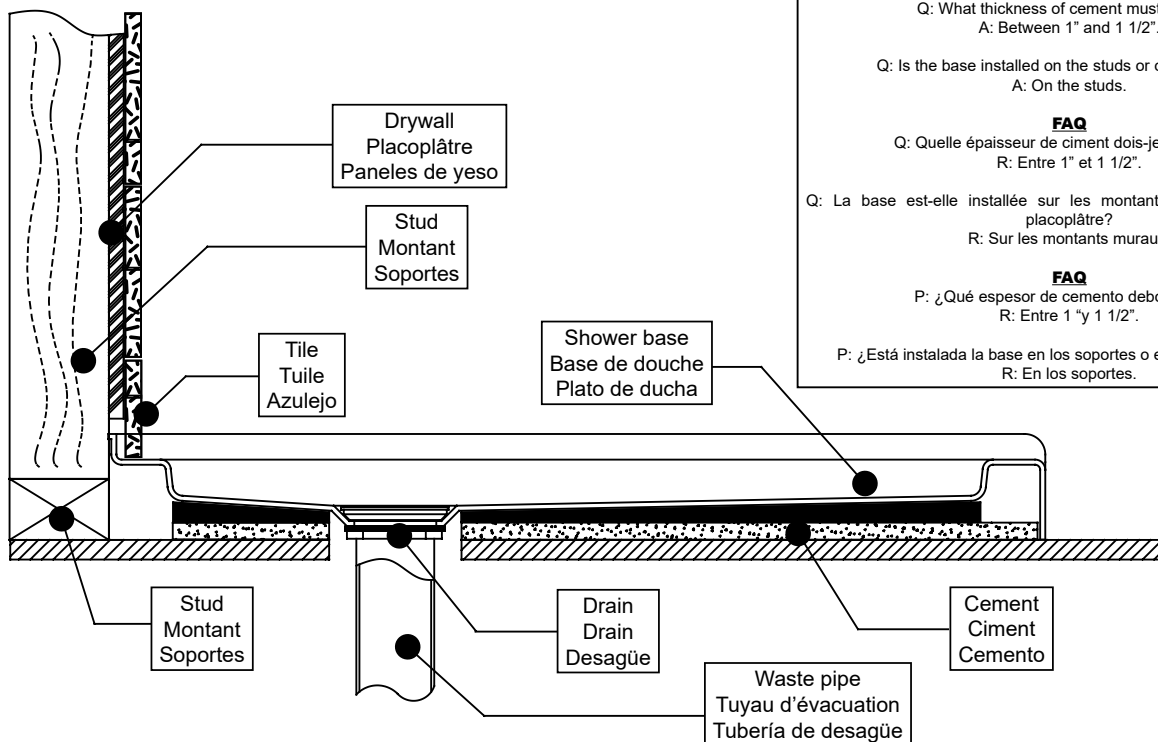 Q: What thickness of cement must
A: Between 1” and 1 1/2”.
Q: Is the base installed on the studs or
A: On the studs.
FAQ
Q: Quelle épaisseur de ciment dois-je
R: Entre 1” et 1 1/2”.
Q: La base est-elle installée sur les
placoplâtre?
R: Sur les montants
FAQ
P: ¿Qué espesor de cemento
R: Entre 1 “y 1 1/2”.
P: ¿Está instalada la base en los soportes o
R: En los soportes.
Drywall
Placoplâtre
Paneles de yeso
Stud
Montant
Soportes
Tile
Tuile
Azulejo
Shower base
Base de douche
Plato de ducha
Stud
Montant
Soportes
Drain
Drain
Desagüe
Waste pipe
Tuyau d’évacuation
Tubería de desagüe
Cement
Ciment
Cemento